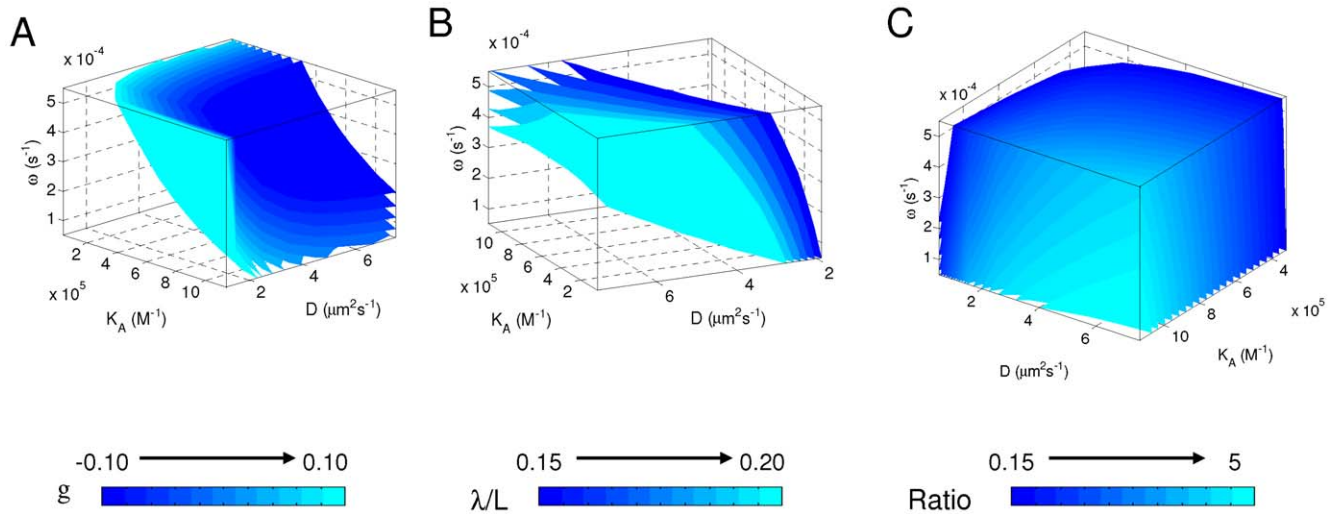 A
x 10⁻⁴
5
4
3
2
1
ω (s⁻¹)
2
4
6
8
10
x 10⁵
K_A (M⁻¹)
2
4
6
D (μm²s⁻¹)
B
x 10⁻⁴
5
4
3
2
1
ω (s⁻¹)
10
8
6
4
2
x 10⁵
K_A (M⁻¹)
6
4
2
D (μm²s⁻¹)
C
x 10⁻⁴
5
4
3
2
1
ω (s⁻¹)
2
4
6
D (μm²s⁻¹)
10
8
6
4
x 10⁵
K_A (M⁻¹)
-0.10 0.10
g
0.15 0.20
λ/L
0.15 5
Ratio